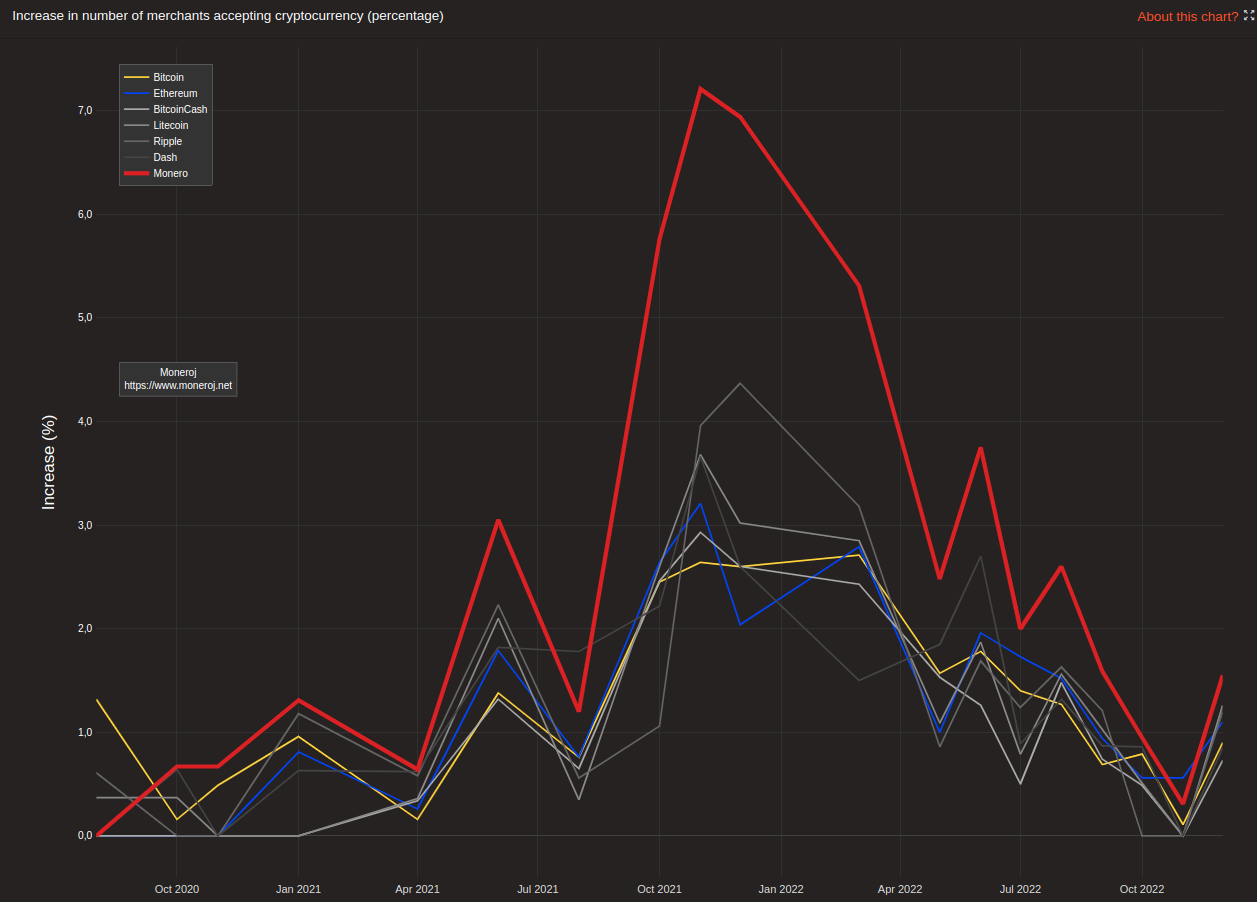 Increase in number of merchants accepting cryptocurrency (percentage)
About this chart?
Bitcoin
Ethereum
BitcoinCash
Litecoin
Ripple
Dash
Monero
Moneroj
https://www.moneroj.net
Increase (%)
7,0
6,0
5,0
4,0
3,0
2,0
1,0
0,0
Oct 2020
Jan 2021
Apr 2021
Jul 2021
Oct 2021
Jan 2022
Apr 2022
Jul 2022
Oct 2022